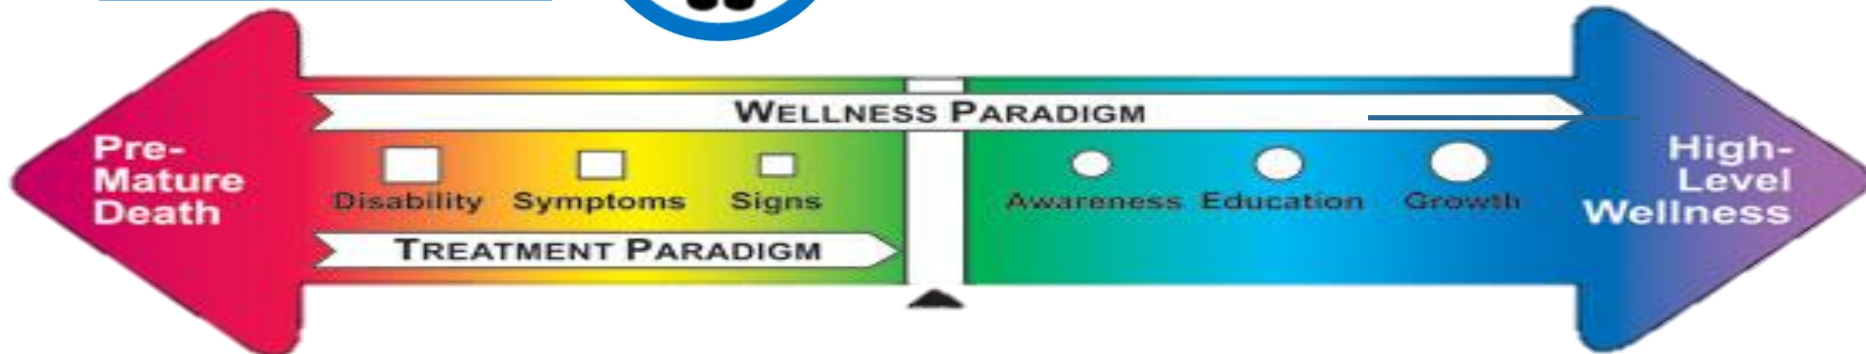 WELLNESS PARADIGM
Pre-
Mature
Death
Disability Symptoms Signs Awareness Education Growth
High-
Level
Wellness
TREATMENT PARADIGM